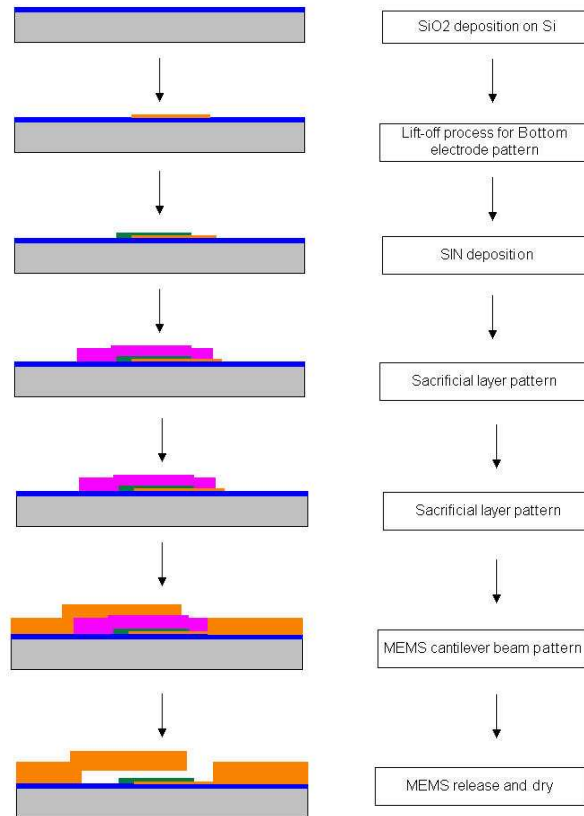 SiO2 deposition on Si
Lift-off process for Bottom
electrode pattern
SIN deposition
Sacrificial layer pattern
Sacrificial layer pattern
MEMS cantilever beam pattern
MEMS release and dry